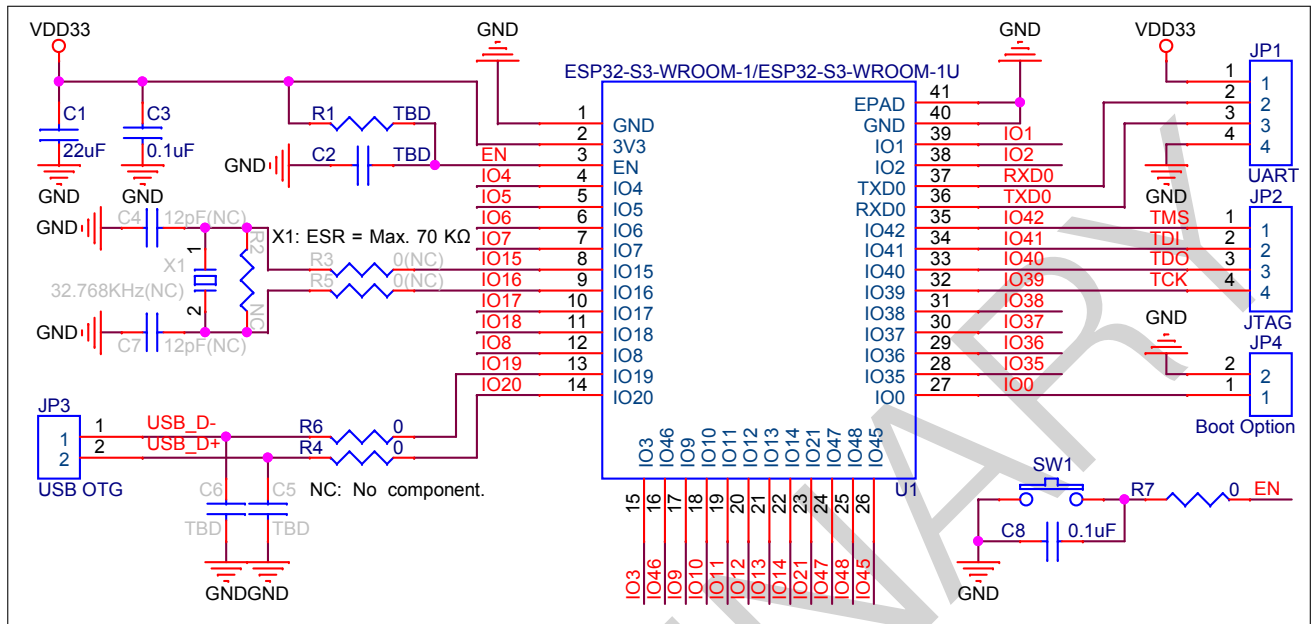 VDD33
GND
ESP32-S3-WROOM-1/ESP32-S3-WROOM-1U
GND
VDD33
JP1
C1
22uF
GND
C3
0.1uF
GND
R1 TBD
GND C2 TBD
1 GND
2 3V3
EN 3 EN
IO4 4 IO4
IO5 5 IO5
IO6 6 IO6
IO7 7 IO7
IO15 8 IO15
IO16 9 IO16
IO17 10 IO17
IO18 11 IO18
IO8 12 IO8
IO19 13 IO19
IO20 14 IO20
GND C4 12pF(NC)
X1: ESR = Max. 70 KΩ
R2
NC
1
X1
32.768KHz(NC)
2
R3 0(NC)
R5 0(NC)
GND C7 12pF(NC)
EPAD 41
GND 40
IO1 39 IO1
IO2 38 IO2
TXD0 37 RXD0
RXD0 36 TXD0
IO42 35 IO42 TMS
IO41 34 IO41 TDI
IO40 33 IO40 TDO
IO39 32 IO39 TCK
IO38 31 IO38
IO37 30 IO37
IO36 29 IO36
IO35 28 IO35
IO0 27 IO0
1 1
2 2
3 3
4 4
UART
GND
JP2
1 1
2 2
3 3
4 4
JTAG
GND
JP4
2 2
1 1
Boot Option
JP3
1 1 USB_D-
2 2 USB_D+
USB OTG
R6 0
R4 0
NC: No component.
C6
TBD
C5
TBD
GND GND
IO3 IO46 IO9 IO10 IO11 IO12 IO13 IO14 IO21 IO47 IO48 IO45
U1
15 16 17 18 19 20 21 22 23 24 25 26
IO3 IO46 IO9 IO10 IO11 IO12 IO13 IO14 IO21 IO47 IO48 IO45
SW1
R7 0 EN
C8 0.1uF
GND